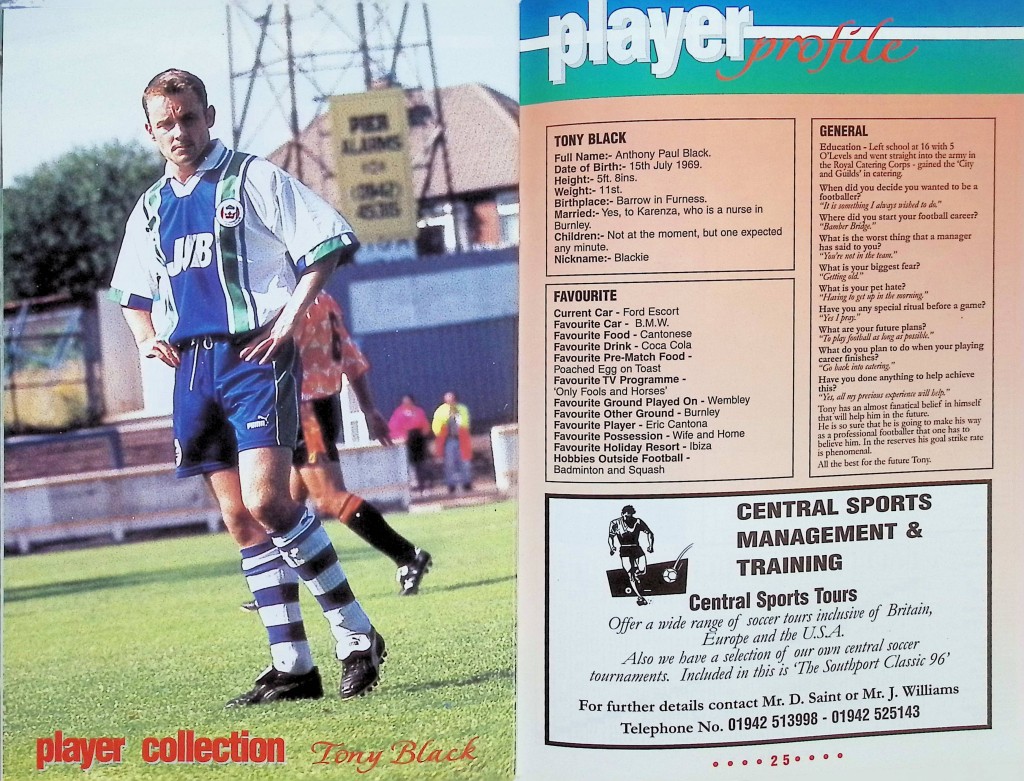 PIER
ALARMS
JWB
PUMA
player collection Tony Black
player profile
TONY BLACK
Full Name:- Anthony Paul Black.
Date of Birth:- 15th July 1969.
Height:- 5ft. 8ins.
Weight:- 11st.
Birthplace:- Barrow in Furness.
Married:- Yes, to Karenza, who is a nurse in
Burnley.
Children:- Not at the moment, but one expected
any minute.
Nickname:- Blackie
FAVOURITE
Current Car - Ford Escort
Favourite Car - B.M.W.
Favourite Food - Cantonese
Favourite Drink - Coca Cola
Favourite Pre-Match Food -
Poached Egg on Toast
Favourite TV Programme -
'Only Fools and Horses'
Favourite Ground Played On - Wembley
Favourite Other Ground - Burnley
Favourite Player - Eric Cantona
Favourite Possession - Wife and Home
Favourite Holiday Resort - Ibiza
Hobbies Outside Football -
Badminton and Squash
GENERAL
Education - Left school at 16 with 5
O'Levels and went straight into the army in
the Royal Catering Corps - gained the 'City
and Guilds' in catering.
When did you decide you wanted to be a
footballer?
"It is something I always wished to do."
Where did you start your football career?
"Bamber Bridge."
What is the worst thing that a manager
has said to you?
"You're not in the team."
What is your biggest fear?
"Getting old."
What is your pet hate?
"Having to get up in the morning."
Have you any special ritual before a game?
"Yes I pray."
What are your future plans?
"To play football as long as possible."
What do you plan to do when your playing
career finishes?
"Go back into catering."
Have you done anything to help achieve
this?
"Yes, all my previous experience will help."
Tony has an almost fanatical belief in himself
that will help him in the future.
He is so sure that he is going to make his way
as a professional footballer that one has to
believe him. In the reserves his goal strike rate
is phenomenal.
All the best for the future Tony.
CENTRAL SPORTS
MANAGEMENT &
TRAINING
Central Sports Tours
Offer a wide range of soccer tours inclusive of Britain,
Europe and the U.S.A.
Also we have a selection of our own central soccer
tournaments. Included in this is 'The Southport Classic 96'
For further details contact Mr. D. Saint or Mr. J. Williams
Telephone No. 01942 513998 - 01942 525143
• • • • 25 • • • •